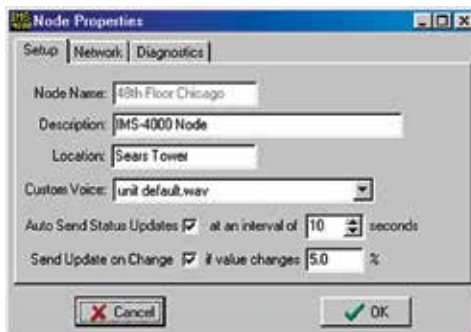 Node Properties
Setup Network Diagnostics
Node Name: 48th Floor Chicago
Description: IMS-4000 Node
Location: Sears Tower
Custom Voice: unit default.wav
Auto Send Status Updates at an interval of 10 seconds
Send Update on Change if value changes 5.0 %
Cancel OK